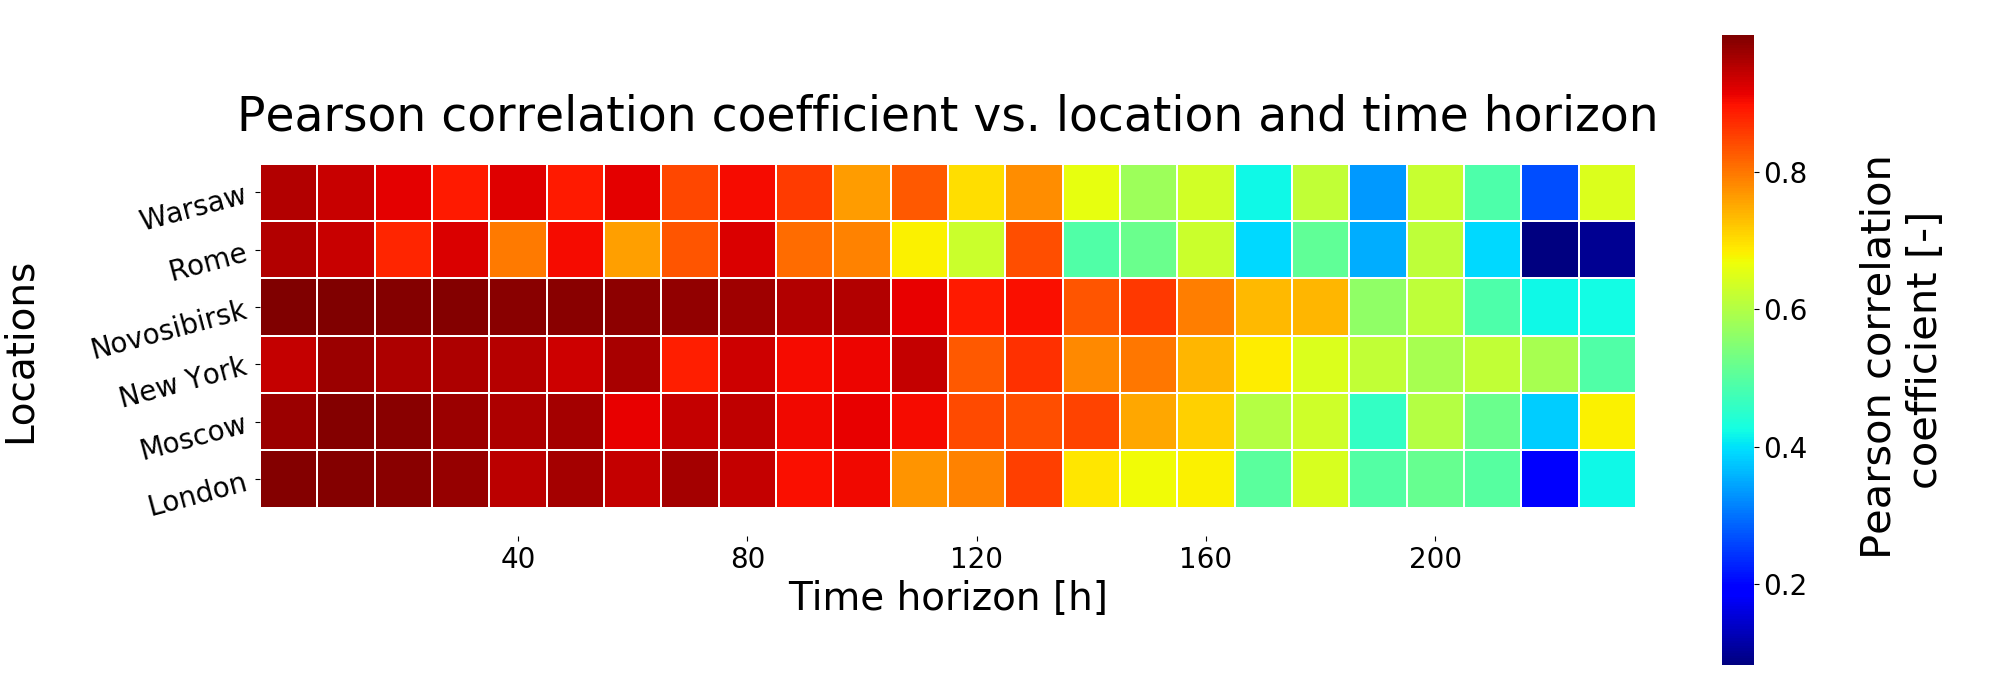 Pearson correlation coefficient vs. location and time horizon
Locations
Warsaw
Rome
Novosibirsk
New York
Moscow
London
40 80 120 160 200
Time horizon [h]
0.8
0.6
0.4
0.2
Pearson correlation
coefficient [-]